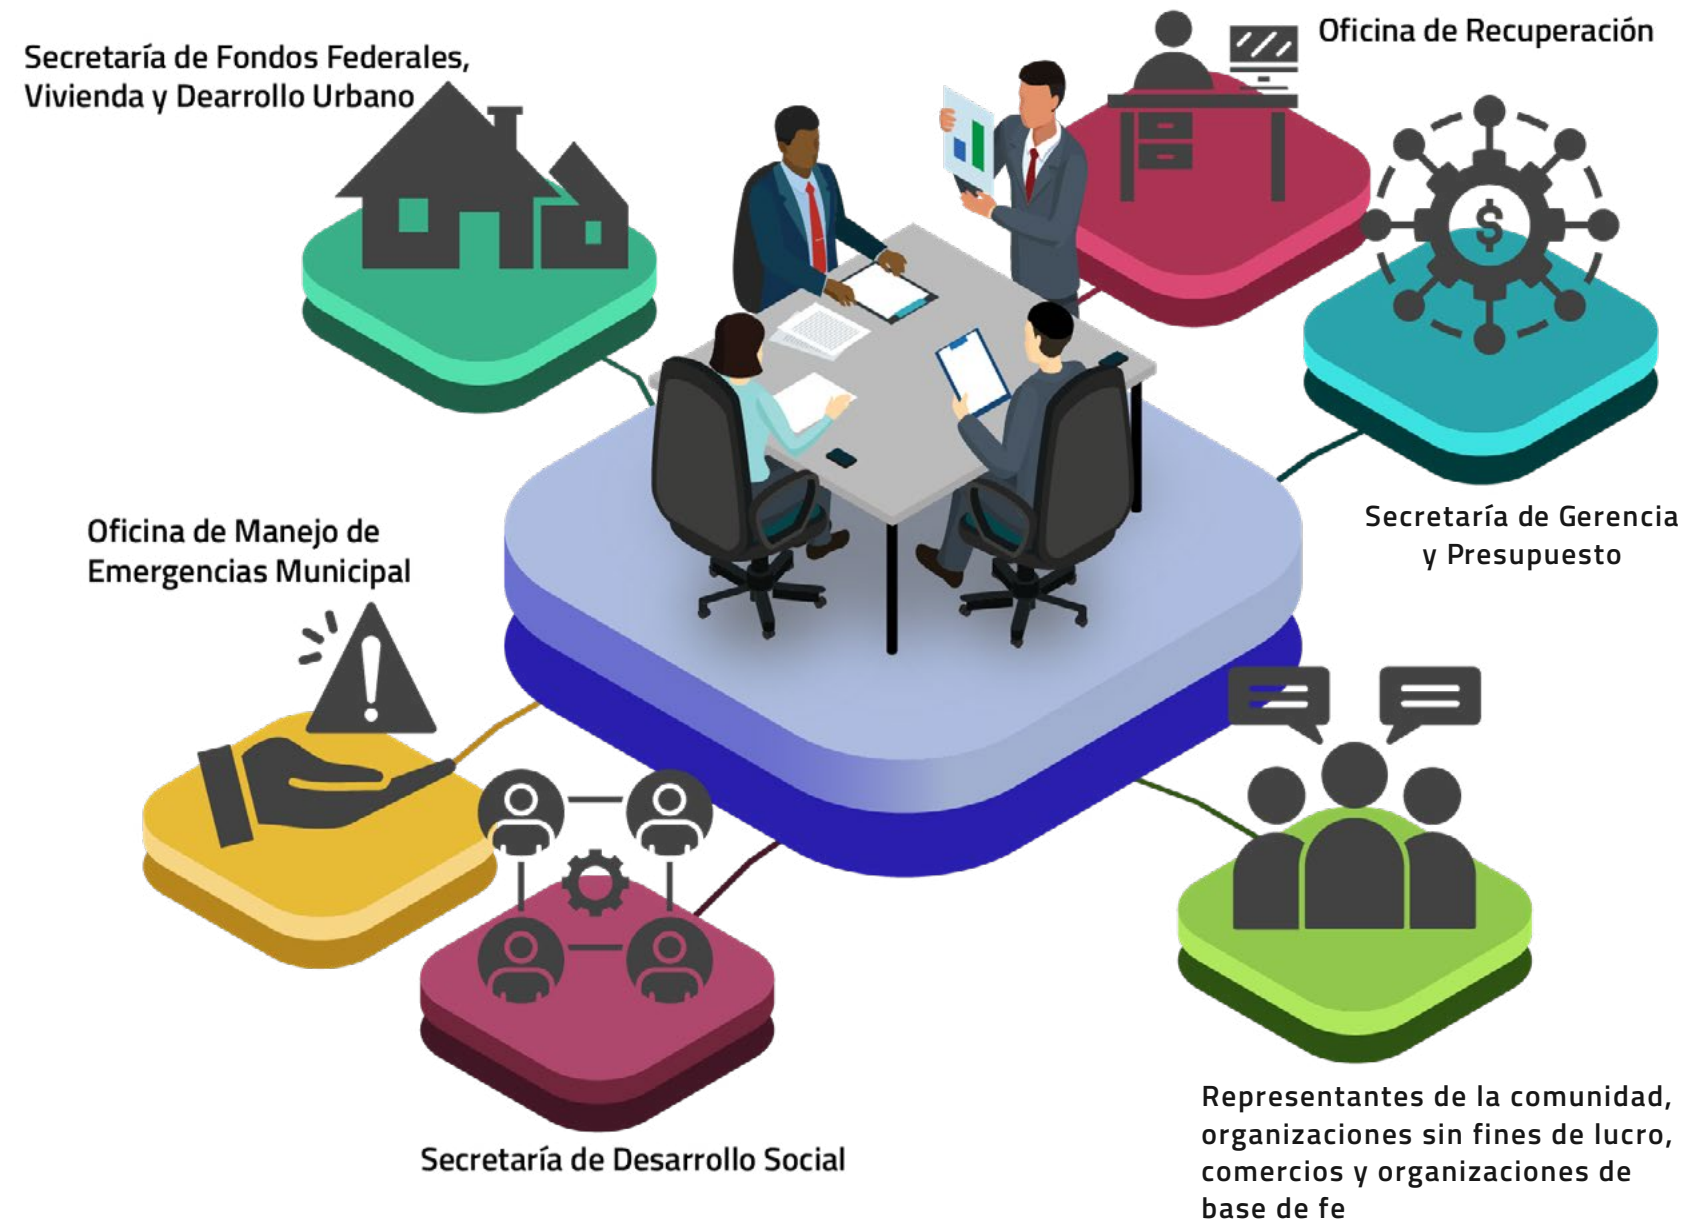 Secretaría de Fondos Federales,
Vivienda y Dearrollo Urbano
Oficina de Recuperación
$
Secretaría de Gerencia
y Presupuesto
Oficina de Manejo de
Emergencias Municipal
Secretaría de Desarrollo Social
Representantes de la comunidad,
organizaciones sin fines de lucro,
comercios y organizaciones de
base de fe